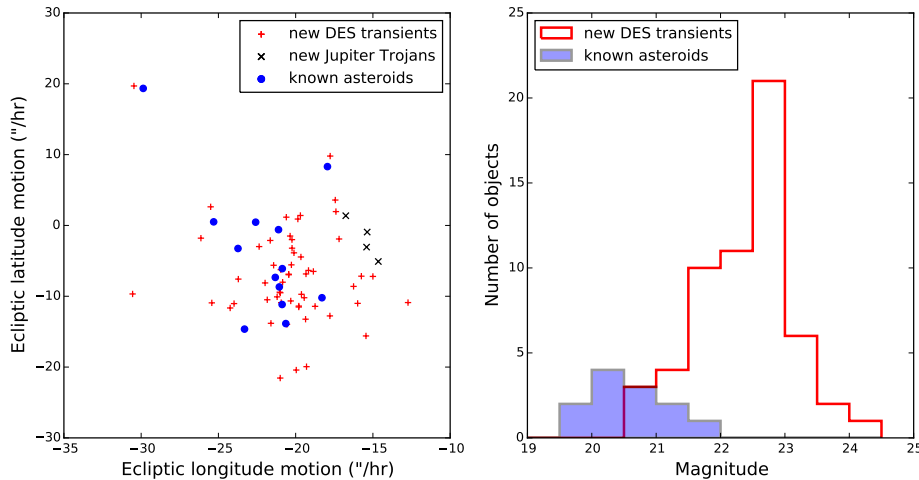 30
20
10
0
−10
−20
−30
−35
−30
−25
−20
−15
−10
Ecliptic latitude motion ("/hr)
Ecliptic longitude motion ("/hr)
new DES transients
new Jupiter Trojans
known asteroids
25
20
15
10
5
0
19
20
21
22
23
24
25
Number of objects
Magnitude
new DES transients
known asteroids